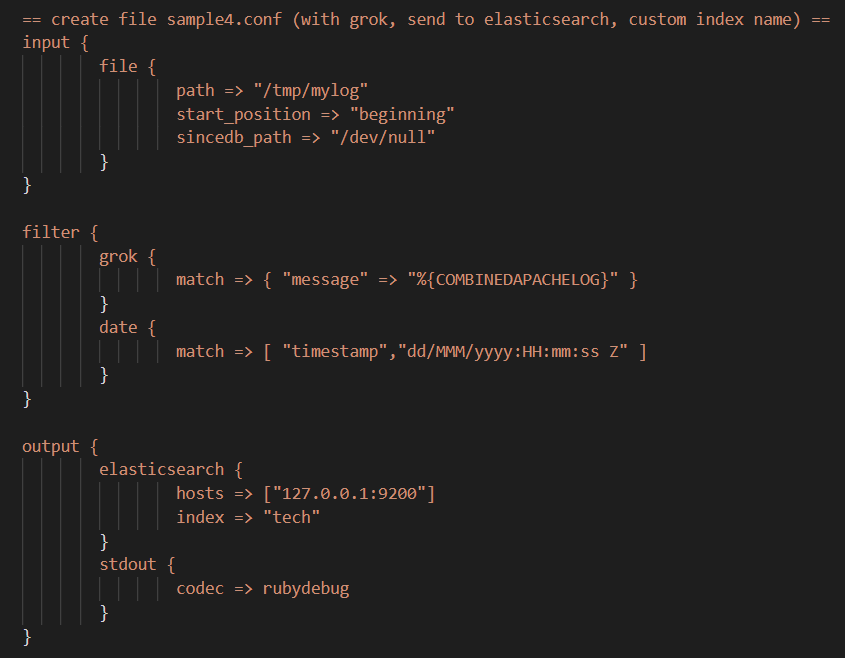 == create file sample4.conf (with grok, send to elasticsearch, custom index name) ==
input {
file {
path => "/tmp/mylog"
start_position => "beginning"
sincedb_path => "/dev/null"
}
}
filter {
grok {
match => { "message" => "%{COMBINEDAPACHELOG}" }
}
date {
match => [ "timestamp","dd/MMM/yyyy:HH:mm:ss Z" ]
}
}
output {
elasticsearch {
hosts => ["127.0.0.1:9200"]
index => "tech"
}
stdout {
codec => rubydebug
}
}